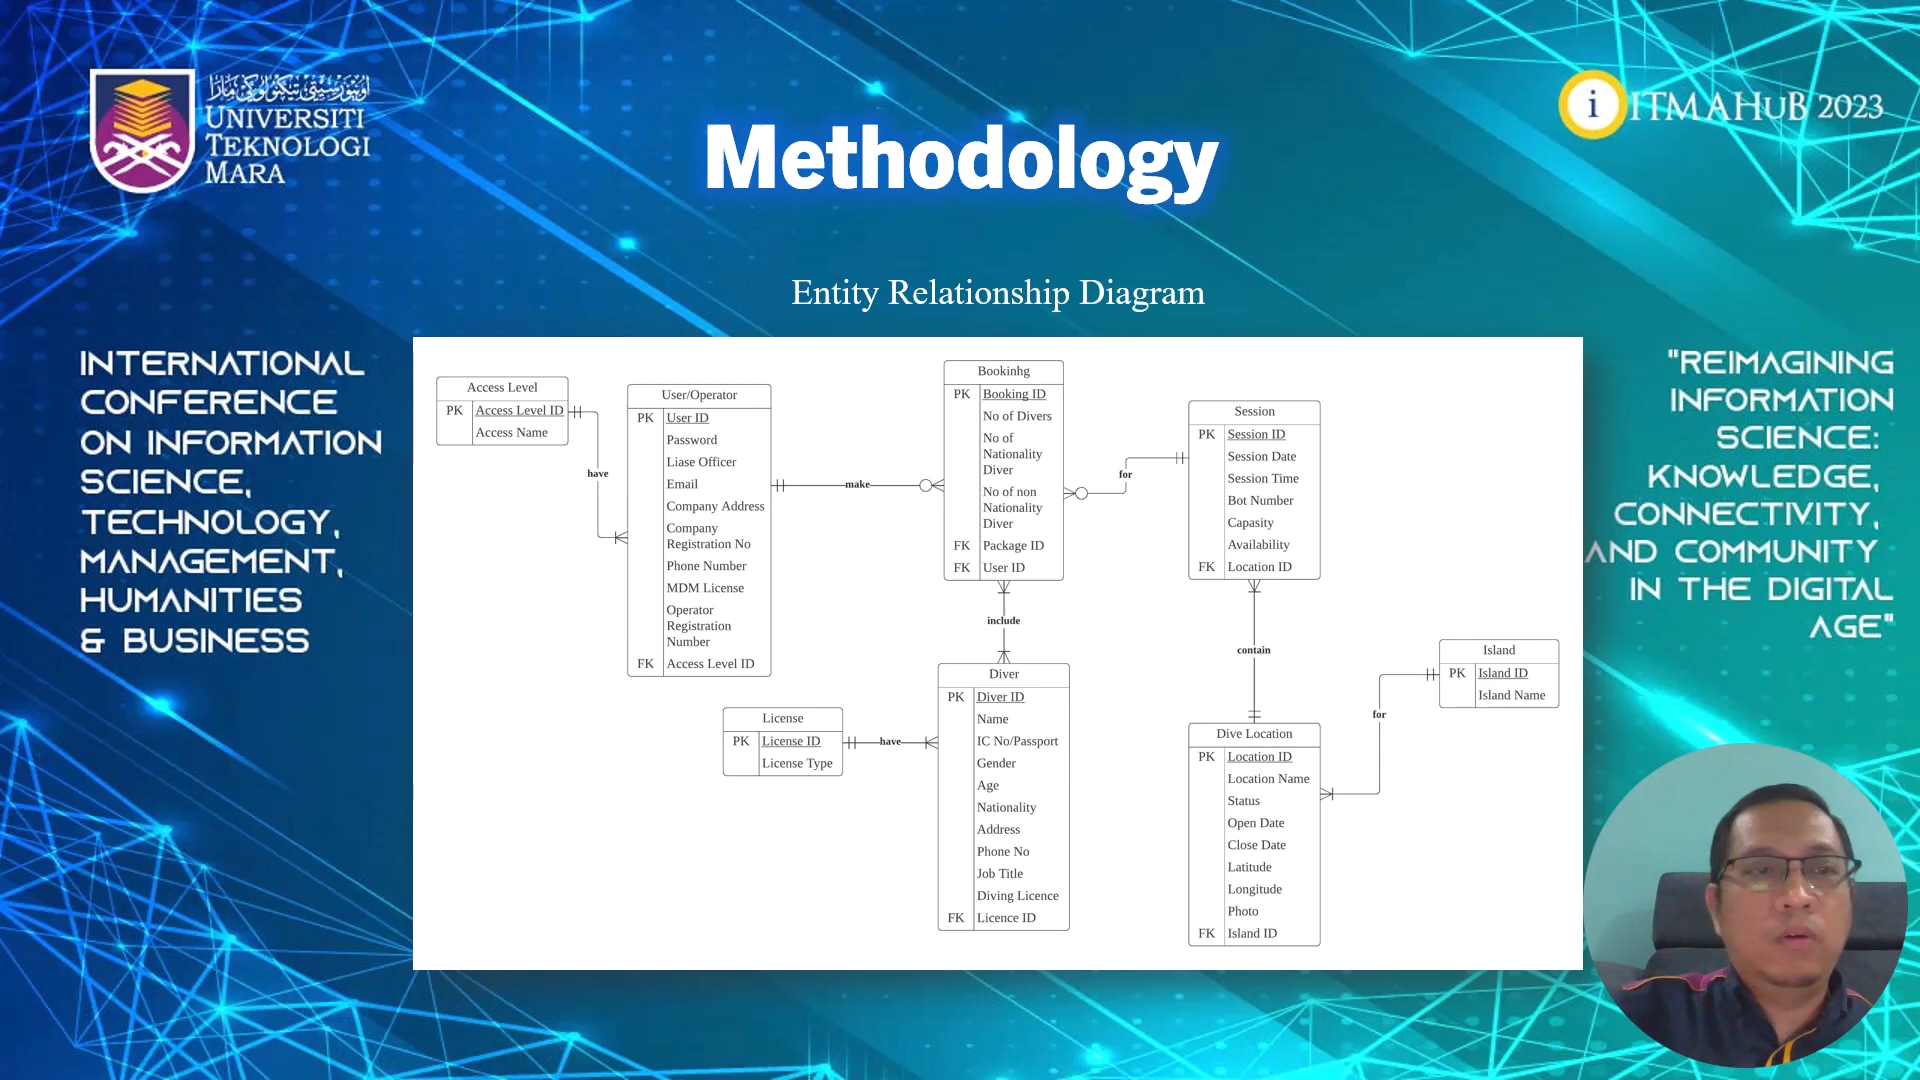 اونيۏرسيتي تيكنولوݢي مارا
UNIVERSITI
TEKNOLOGI
MARA
i ITMAHUB 2023
Methodology
Entity Relationship Diagram
INTERNATIONAL
CONFERENCE
ON INFORMATION
SCIENCE,
TECHNOLOGY,
MANAGEMENT,
HUMANITIES
& BUSINESS
"REIMAGINING
INFORMATION
SCIENCE:
KNOWLEDGE,
CONNECTIVITY,
AND COMMUNITY
IN THE DIGITAL
AGE"
Access Level
PK Access Level ID
Access Name
have
User/Operator
PK User ID
Password
Liase Officer
Email
Company Address
Company
Registration No
Phone Number
MDM License
Operator
Registration
Number
FK Access Level ID
make
Bookinhg
PK Booking ID
No of Divers
No of
Nationality
Diver
No of non
Nationality
Diver
FK Package ID
FK User ID
for
Session
PK Session ID
Session Date
Session Time
Bot Number
Capasity
Availability
FK Location ID
include
contain
License
PK License ID
License Type
have
Diver
PK Diver ID
Name
IC No/Passport
Gender
Age
Nationality
Address
Phone No
Job Title
Diving Licence
FK Licence ID
Dive Location
PK Location ID
Location Name
Status
Open Date
Close Date
Latitude
Longitude
Photo
FK Island ID
for
Island
PK Island ID
Island Name